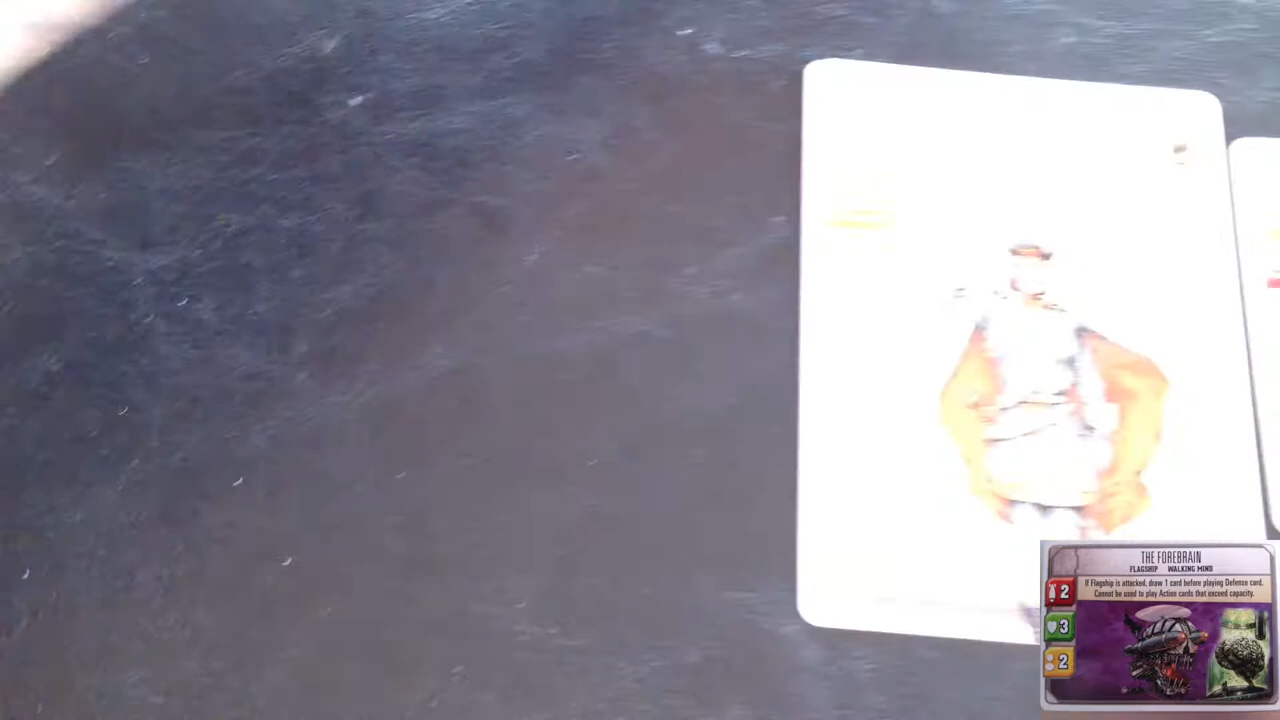 THE FOREBRAIN
FLAGSHIP WALKING MIND
If Flagship is attacked, draw 1 card before playing Defense card.
Cannot be used to play Action cards that exceed capacity.
2
3
2